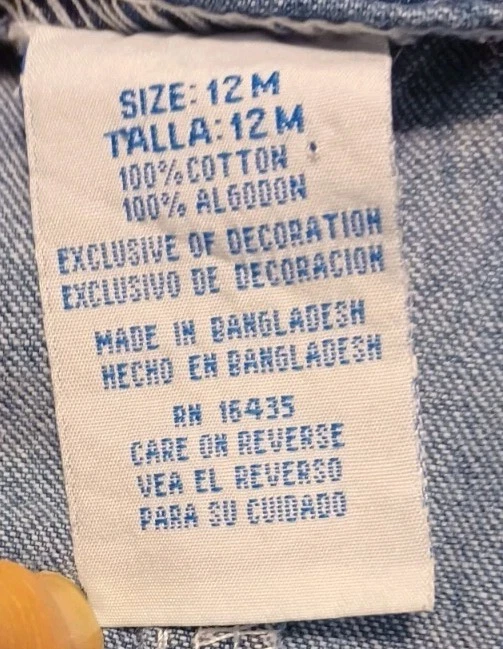 SIZE: 12 M
TALLA: 12 M
100% COTTON
100% ALGODON
EXCLUSIVE OF DECORATION
EXCLUSIVO DE DECORACION
MADE IN BANGLADESH
HECHO EN BANGLADESH
RN 16435
CARE ON REVERSE
VEA EL REVERSO
PARA SU CUIDADO